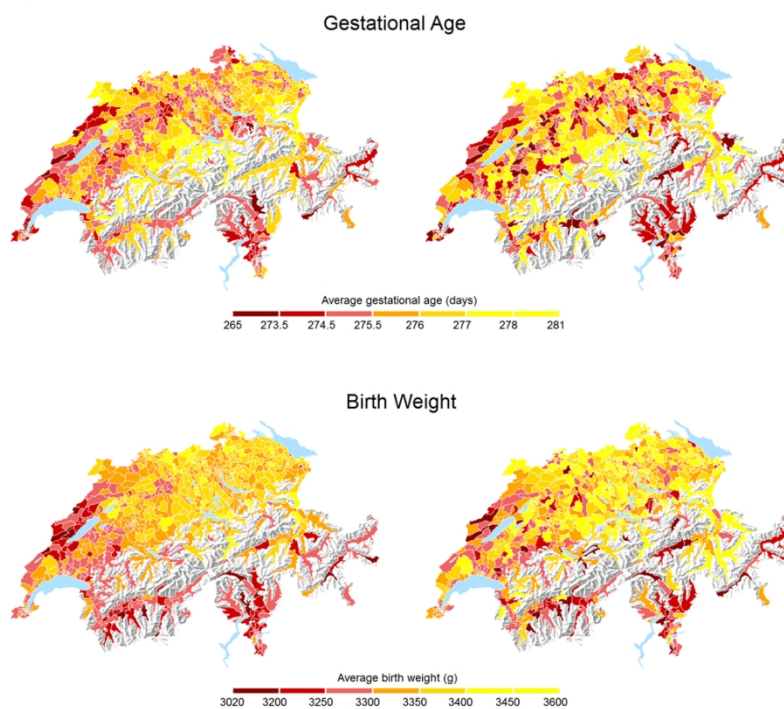 Gestational Age
Average gestational age (days)
265 273.5 274.5 275.5 276 277 278 281
Birth Weight
Average birth weight (g)
3020 3200 3250 3300 3350 3400 3450 3600